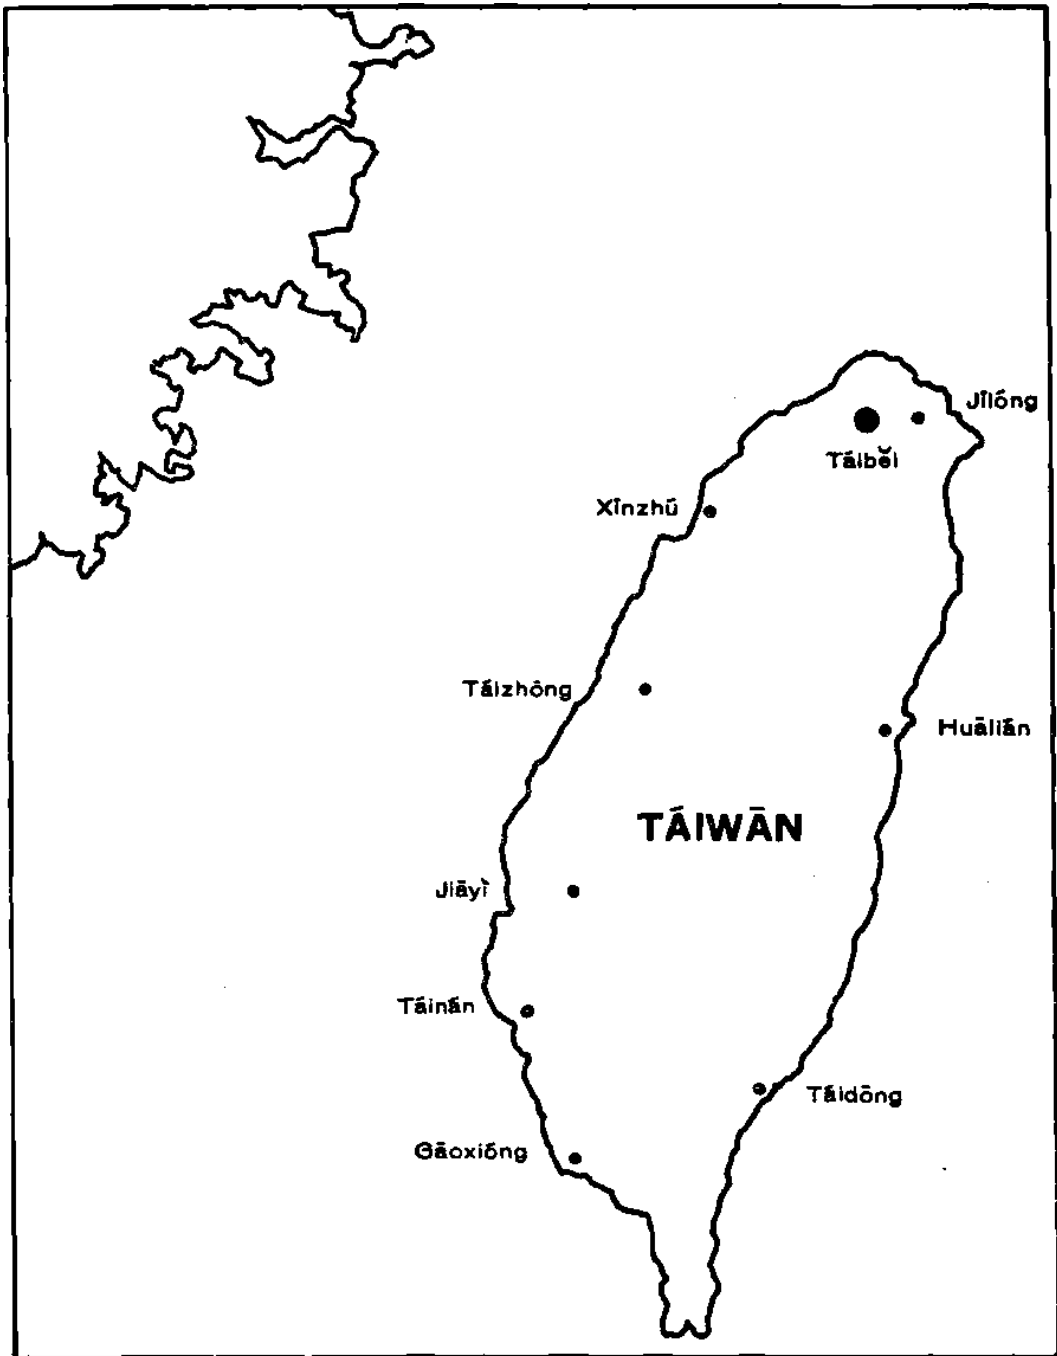 Jīlóng
Táiběi
Xīnzhú
Táizhōng
Huālián
TÁIWĀN
Jiāyì
Táinán
Táidōng
Gāoxióng